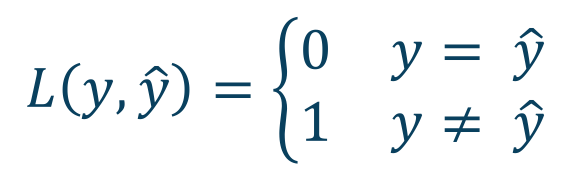 L(y, ŷ) = { 0 y = ŷ
1 y ≠ ŷ